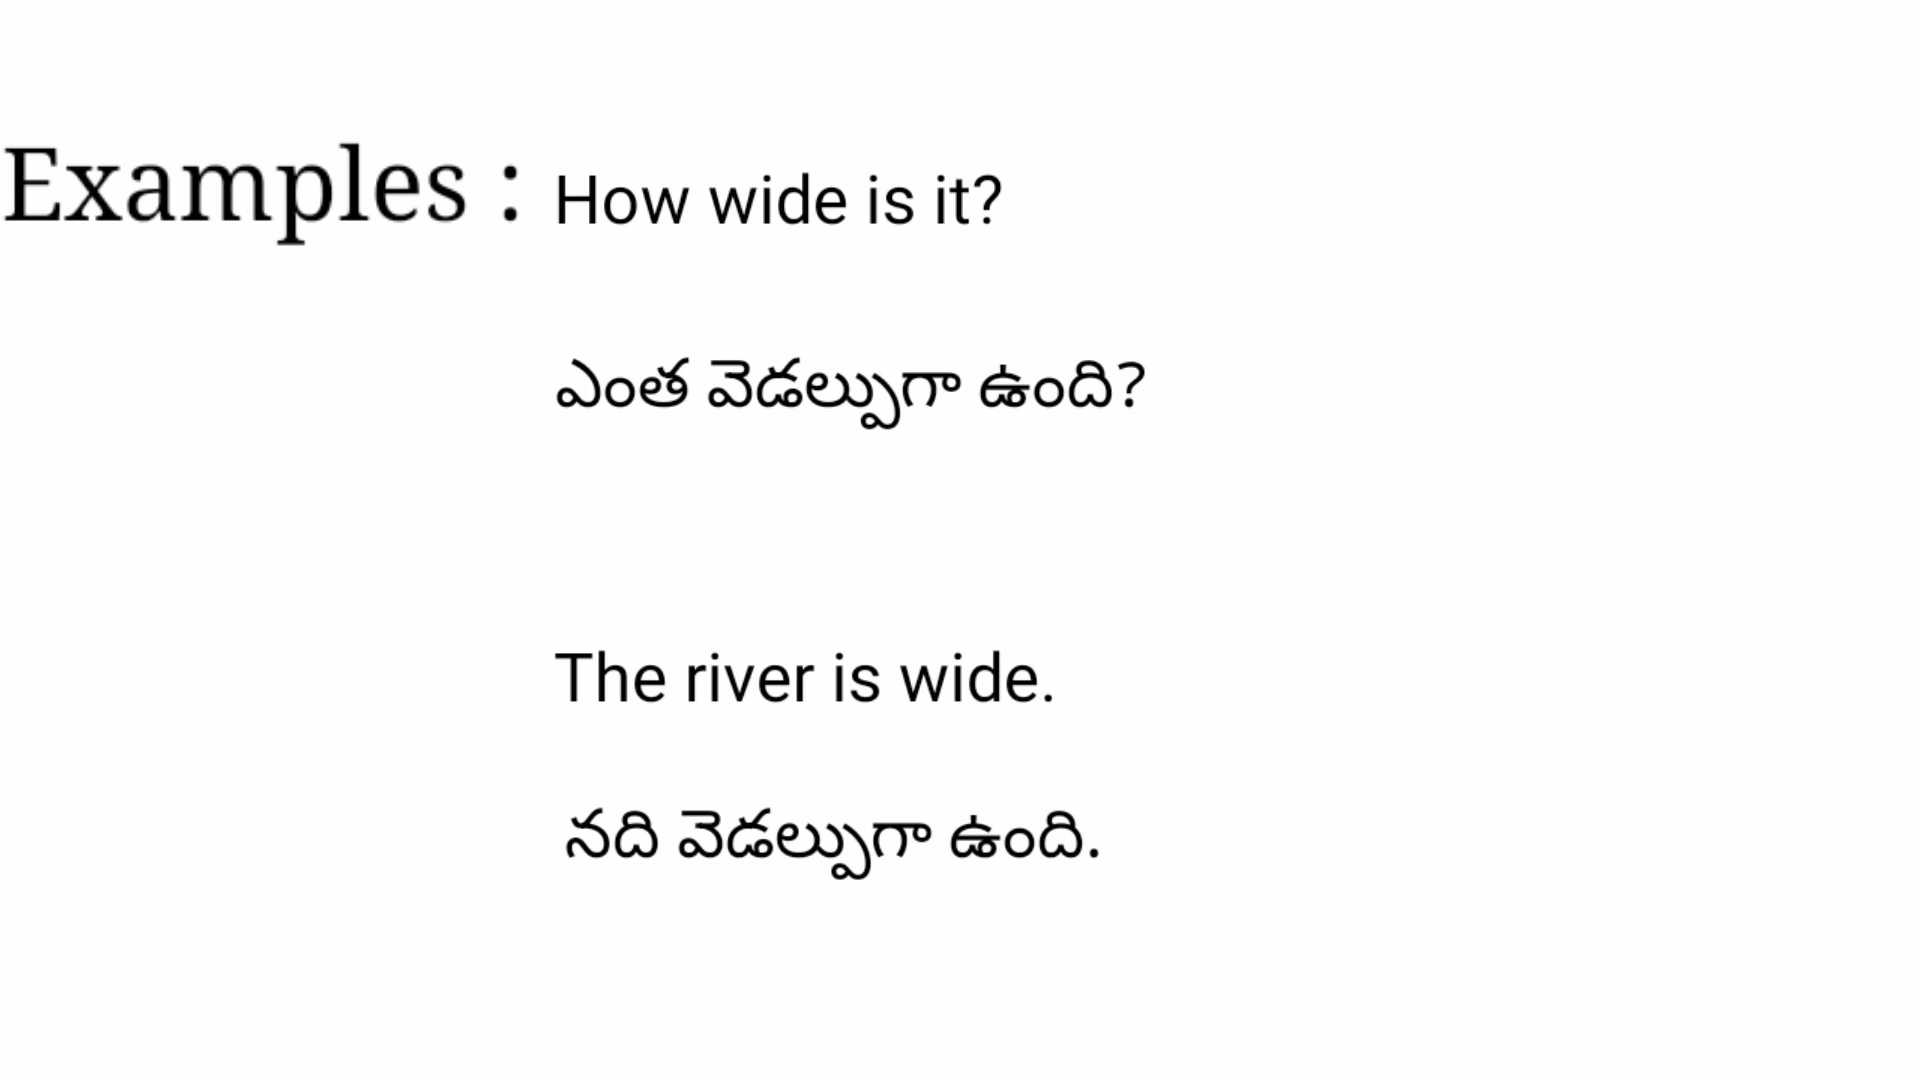 Examples : How wide is it?
ఎంత వెడల్పుగా ఉంది?
The river is wide.
నది వెడల్పుగా ఉంది.